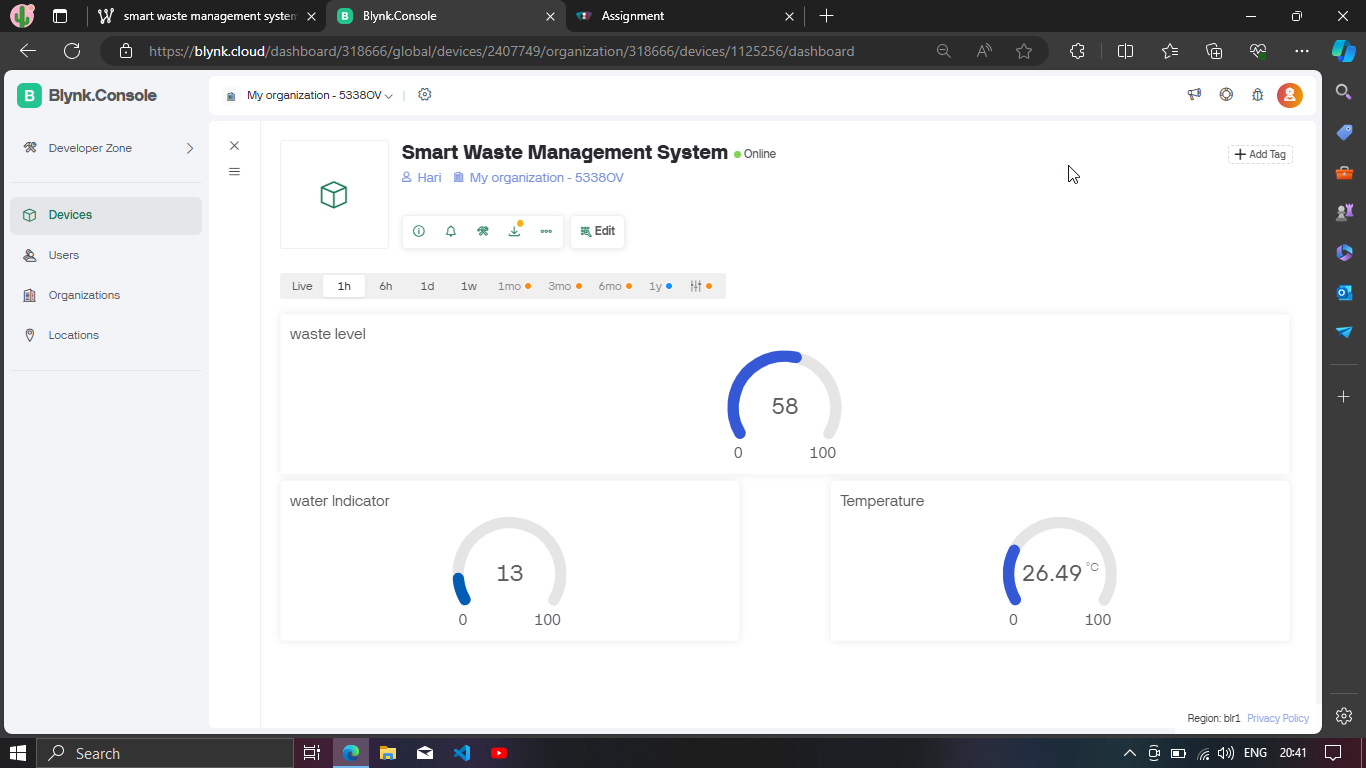 smart waste management system
Blynk.Console
Assignment
https://blynk.cloud/dashboard/318666/global/devices/2407749/organization/318666/devices/1125256/dashboard
B Blynk.Console
My organization - 5338OV
Developer Zone
Devices
Users
Organizations
Locations
Smart Waste Management System Online
Hari My organization - 5338OV
+ Add Tag
Edit
Live 1h 6h 1d 1w 1mo 3mo 6mo 1y
waste level
58
0 100
water Indicator
13
0 100
Temperature
26.49 °C
0 100
Region: blr1 Privacy Policy
Search
ENG 20:41